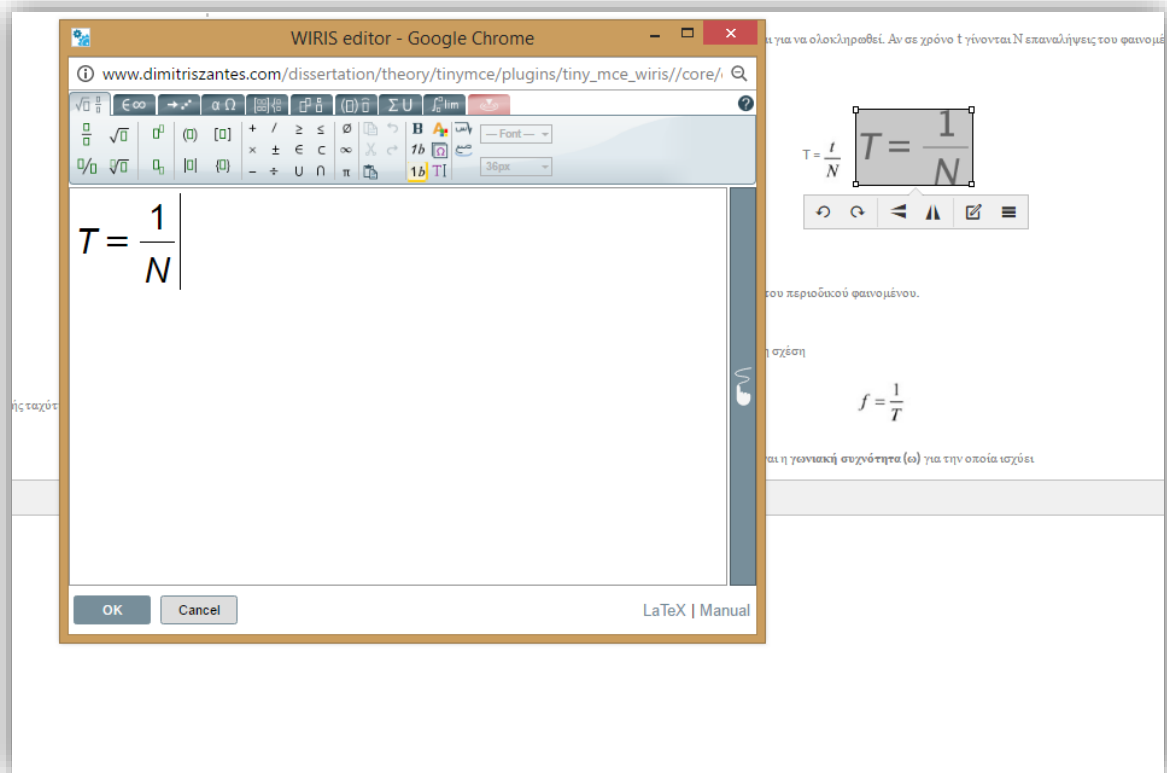 WIRIS editor - Google Chrome
www.dimitriszantes.com/dissertation/theory/tinymce/plugins/tiny_mce_wiris//core/
— Font —
36px
T = 1/N
OK
Cancel
LaTeX | Manual
για να ολοκληρωθεί. Αν σε χρόνο t γίνονται N επαναλήψεις του φαινομέ
T = t/N
T = 1/N
του περιοδικού φαινομένου.
σχέση
f = 1/T
ής ταχύτ
η γωνιακή συχνότητα (ω) για την οποία ισχύει